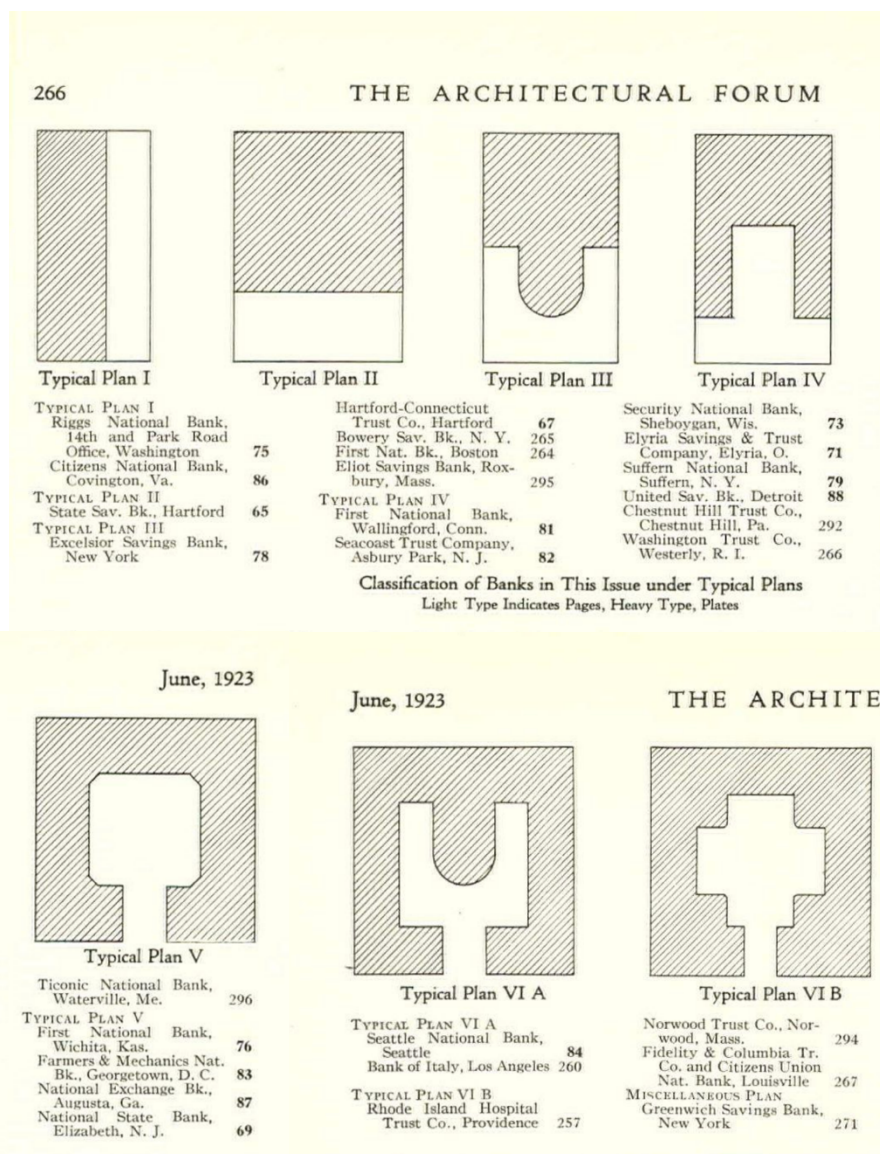 266
THE ARCHITECTURAL FORUM
Typical Plan I
Typical Plan II
Typical Plan III
Typical Plan IV
TYPICAL PLAN I
Riggs National Bank,
14th and Park Road
Office, Washington 75
Citizens National Bank,
Covington, Va. 86
TYPICAL PLAN II
State Sav. Bk., Hartford 65
TYPICAL PLAN III
Excelsior Savings Bank,
New York 78
Hartford-Connecticut
Trust Co., Hartford 67
Bowery Sav. Bk., N. Y. 265
First Nat. Bk., Boston 264
Eliot Savings Bank, Rox-
bury, Mass. 295
TYPICAL PLAN IV
First National Bank,
Wallingford, Conn. 81
Seacoast Trust Company,
Asbury Park, N. J. 82
Security National Bank,
Sheboygan, Wis. 73
Elyria Savings & Trust
Company, Elyria, O. 71
Suffern National Bank,
Suffern, N. Y. 79
United Sav. Bk., Detroit 88
Chestnut Hill Trust Co.,
Chestnut Hill, Pa. 292
Washington Trust Co.,
Westerly, R. I. 266
Classification of Banks in This Issue under Typical Plans
Light Type Indicates Pages, Heavy Type, Plates
June, 1923
Typical Plan V
Ticonic National Bank,
Waterville, Me. 296
TYPICAL PLAN V
First National Bank,
Wichita, Kas. 76
Farmers & Mechanics Nat.
Bk., Georgetown, D. C. 83
National Exchange Bk.,
Augusta, Ga. 87
National State Bank,
Elizabeth, N. J. 69
June, 1923
THE ARCHITE
Typical Plan VI A
Typical Plan VI B
TYPICAL PLAN VI A
Seattle National Bank,
Seattle 84
Bank of Italy, Los Angeles 260
TYPICAL PLAN VI B
Rhode Island Hospital
Trust Co., Providence 257
Norwood Trust Co., Nor-
wood, Mass. 294
Fidelity & Columbia Tr.
Co. and Citizens Union
Nat. Bank, Louisville 267
MISCELLANEOUS PLAN
Greenwich Savings Bank,
New York 271